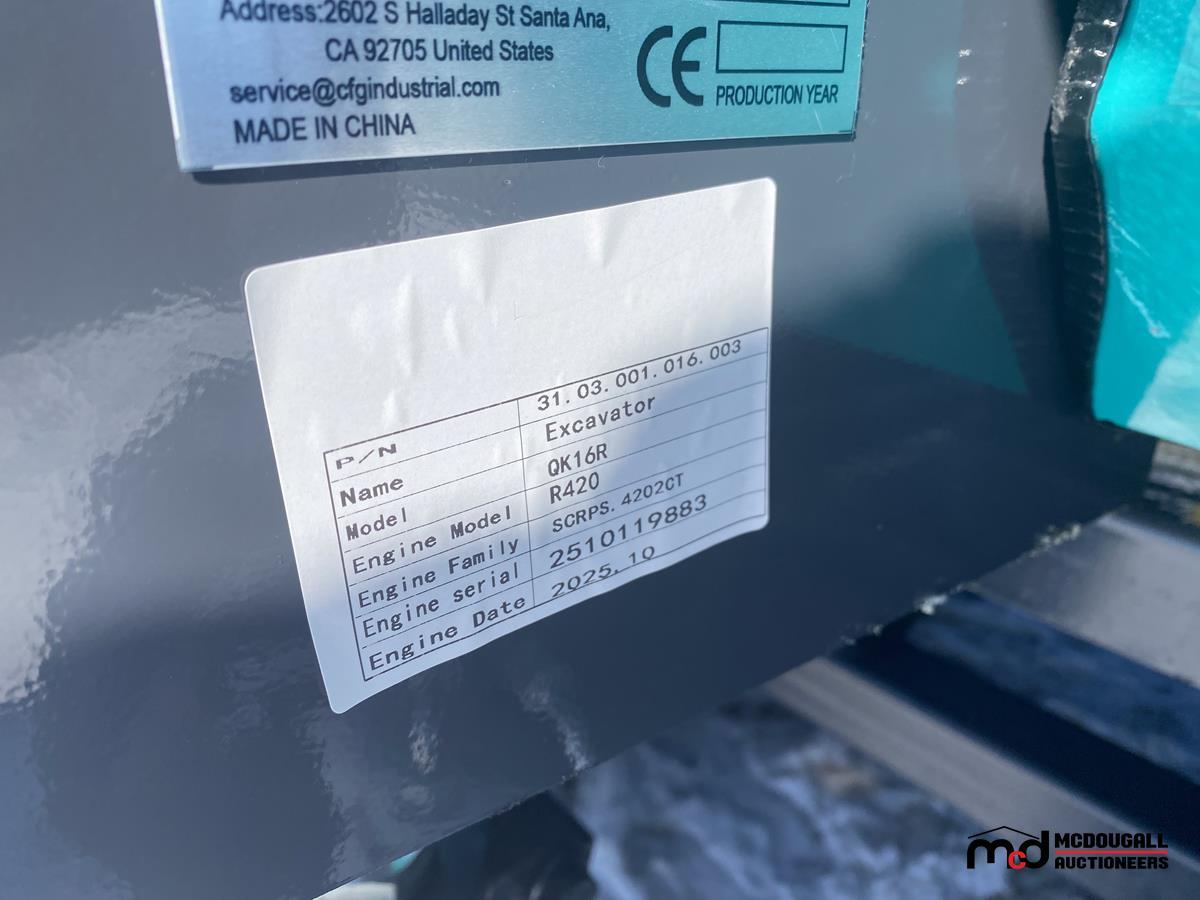 Address:2602 S Halladay St Santa Ana,
CA 92705 United States
service@cfgindustrial.com
MADE IN CHINA
CE
PRODUCTION YEAR
P/N 31.03.001.016.003
Name Excavator
Model QK16R
Engine Model R420
Engine Family SCRPS.4202CT
Engine serial 2510119883
Engine Date 2025.10
mcd MCDOUGALL
AUCTIONEERS